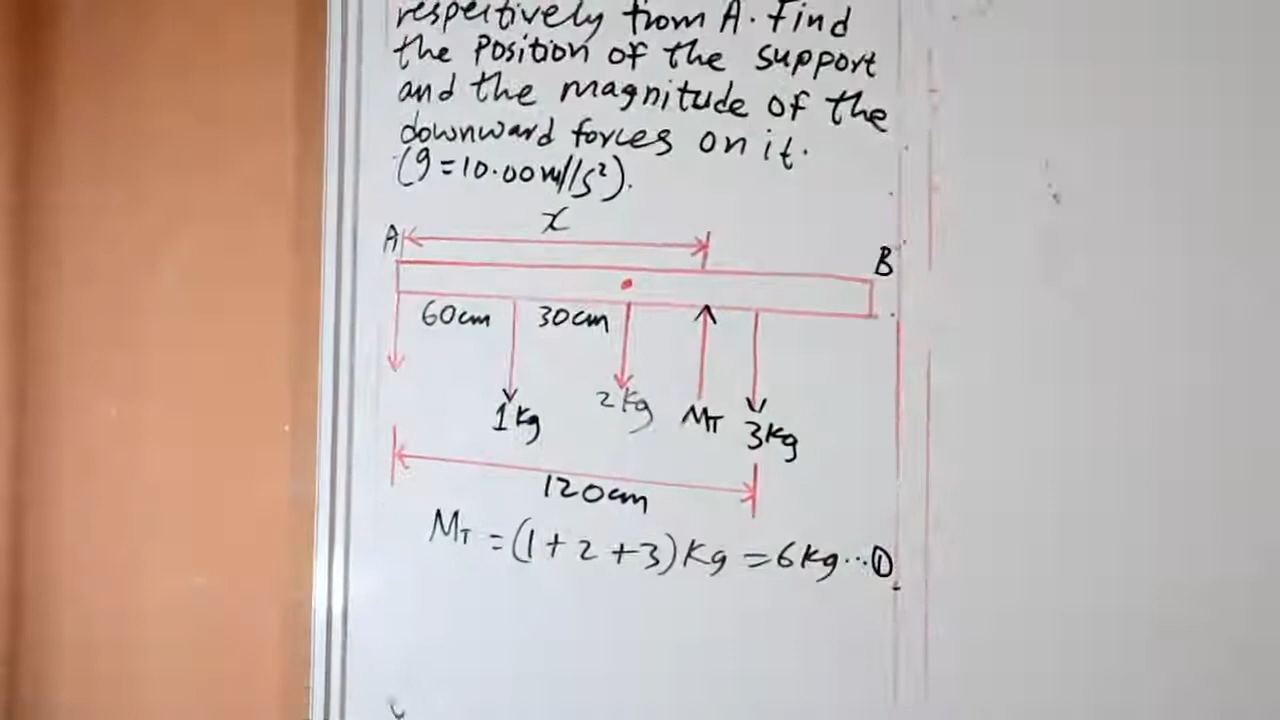 respectively from A. Find
the Position of the support
and the magnitude of the
downward forces on it.
(g=10.00m/s²).
x
A
B
60cm
30cm
1kg
2kg
MT
3kg
120cm
MT = (1+2+3)Kg = 6kg...①